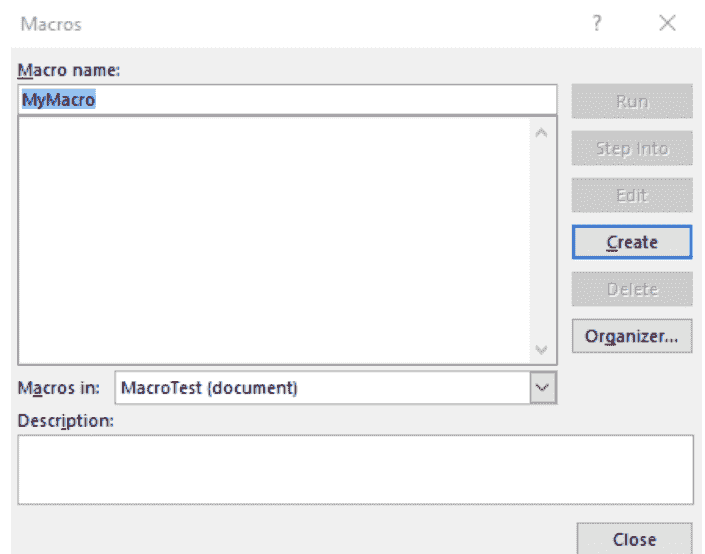 Macros ?
Macro name:
MyMacro
Run
Step Into
Edit
Create
Delete
Organizer...
Macros in: MacroTest (document)
Description:
Close